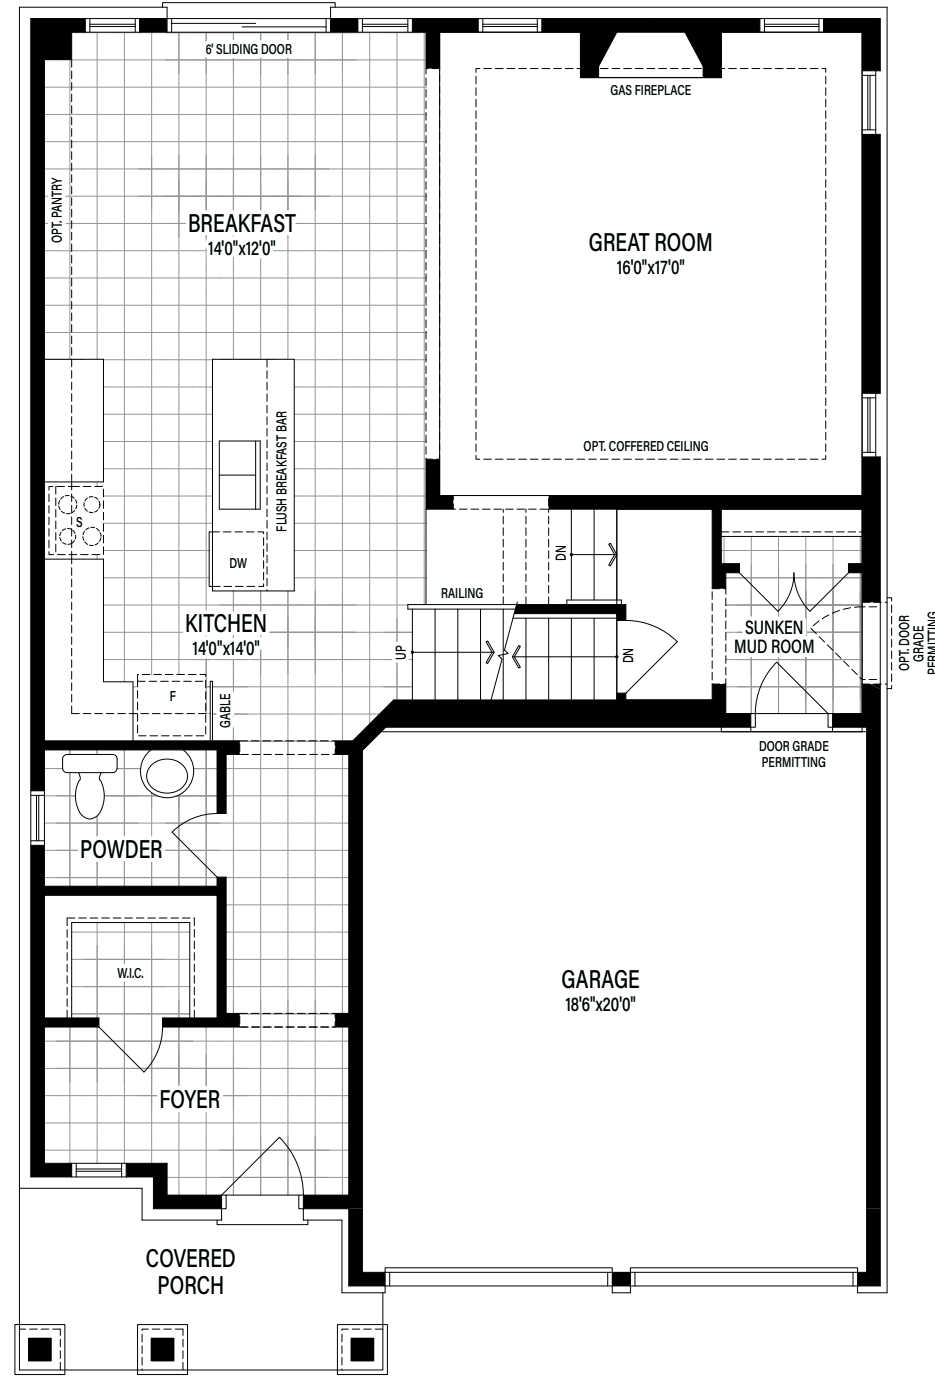 6' SLIDING DOOR
GAS FIREPLACE
OPT. PANTRY
BREAKFAST
14'0"x12'0"
GREAT ROOM
16'0"x17'0"
OPT. COFFERED CEILING
FLUSH BREAKFAST BAR
S
DW
DN
RAILING
KITCHEN
14'0"x14'0"
UP
DN
SUNKEN
MUD ROOM
OPT. DOOR
GRADE
PERMITTING
F
GABLE
DOOR GRADE
PERMITTING
POWDER
W.I.C.
GARAGE
18'6"x20'0"
FOYER
COVERED
PORCH